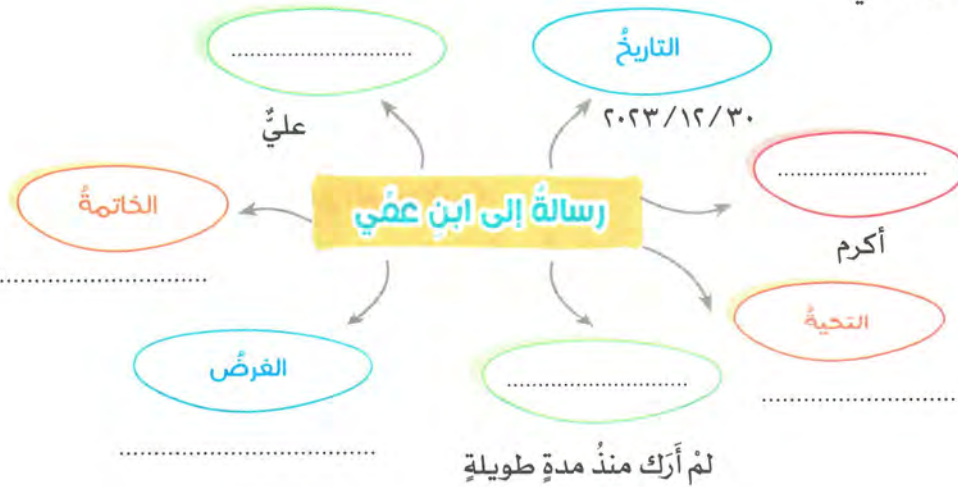 التاريخُ
٢٠٢٣/١٢/٣٠
....................
أكرم
التحيةُ
....................
....................
لمْ أَرَك منذُ مدةٍ طويلةٍ
الغرضُ
....................
الخاتمةُ
....................
....................
عليٌّ
رسالةٌ إلى ابنِ عمِّي